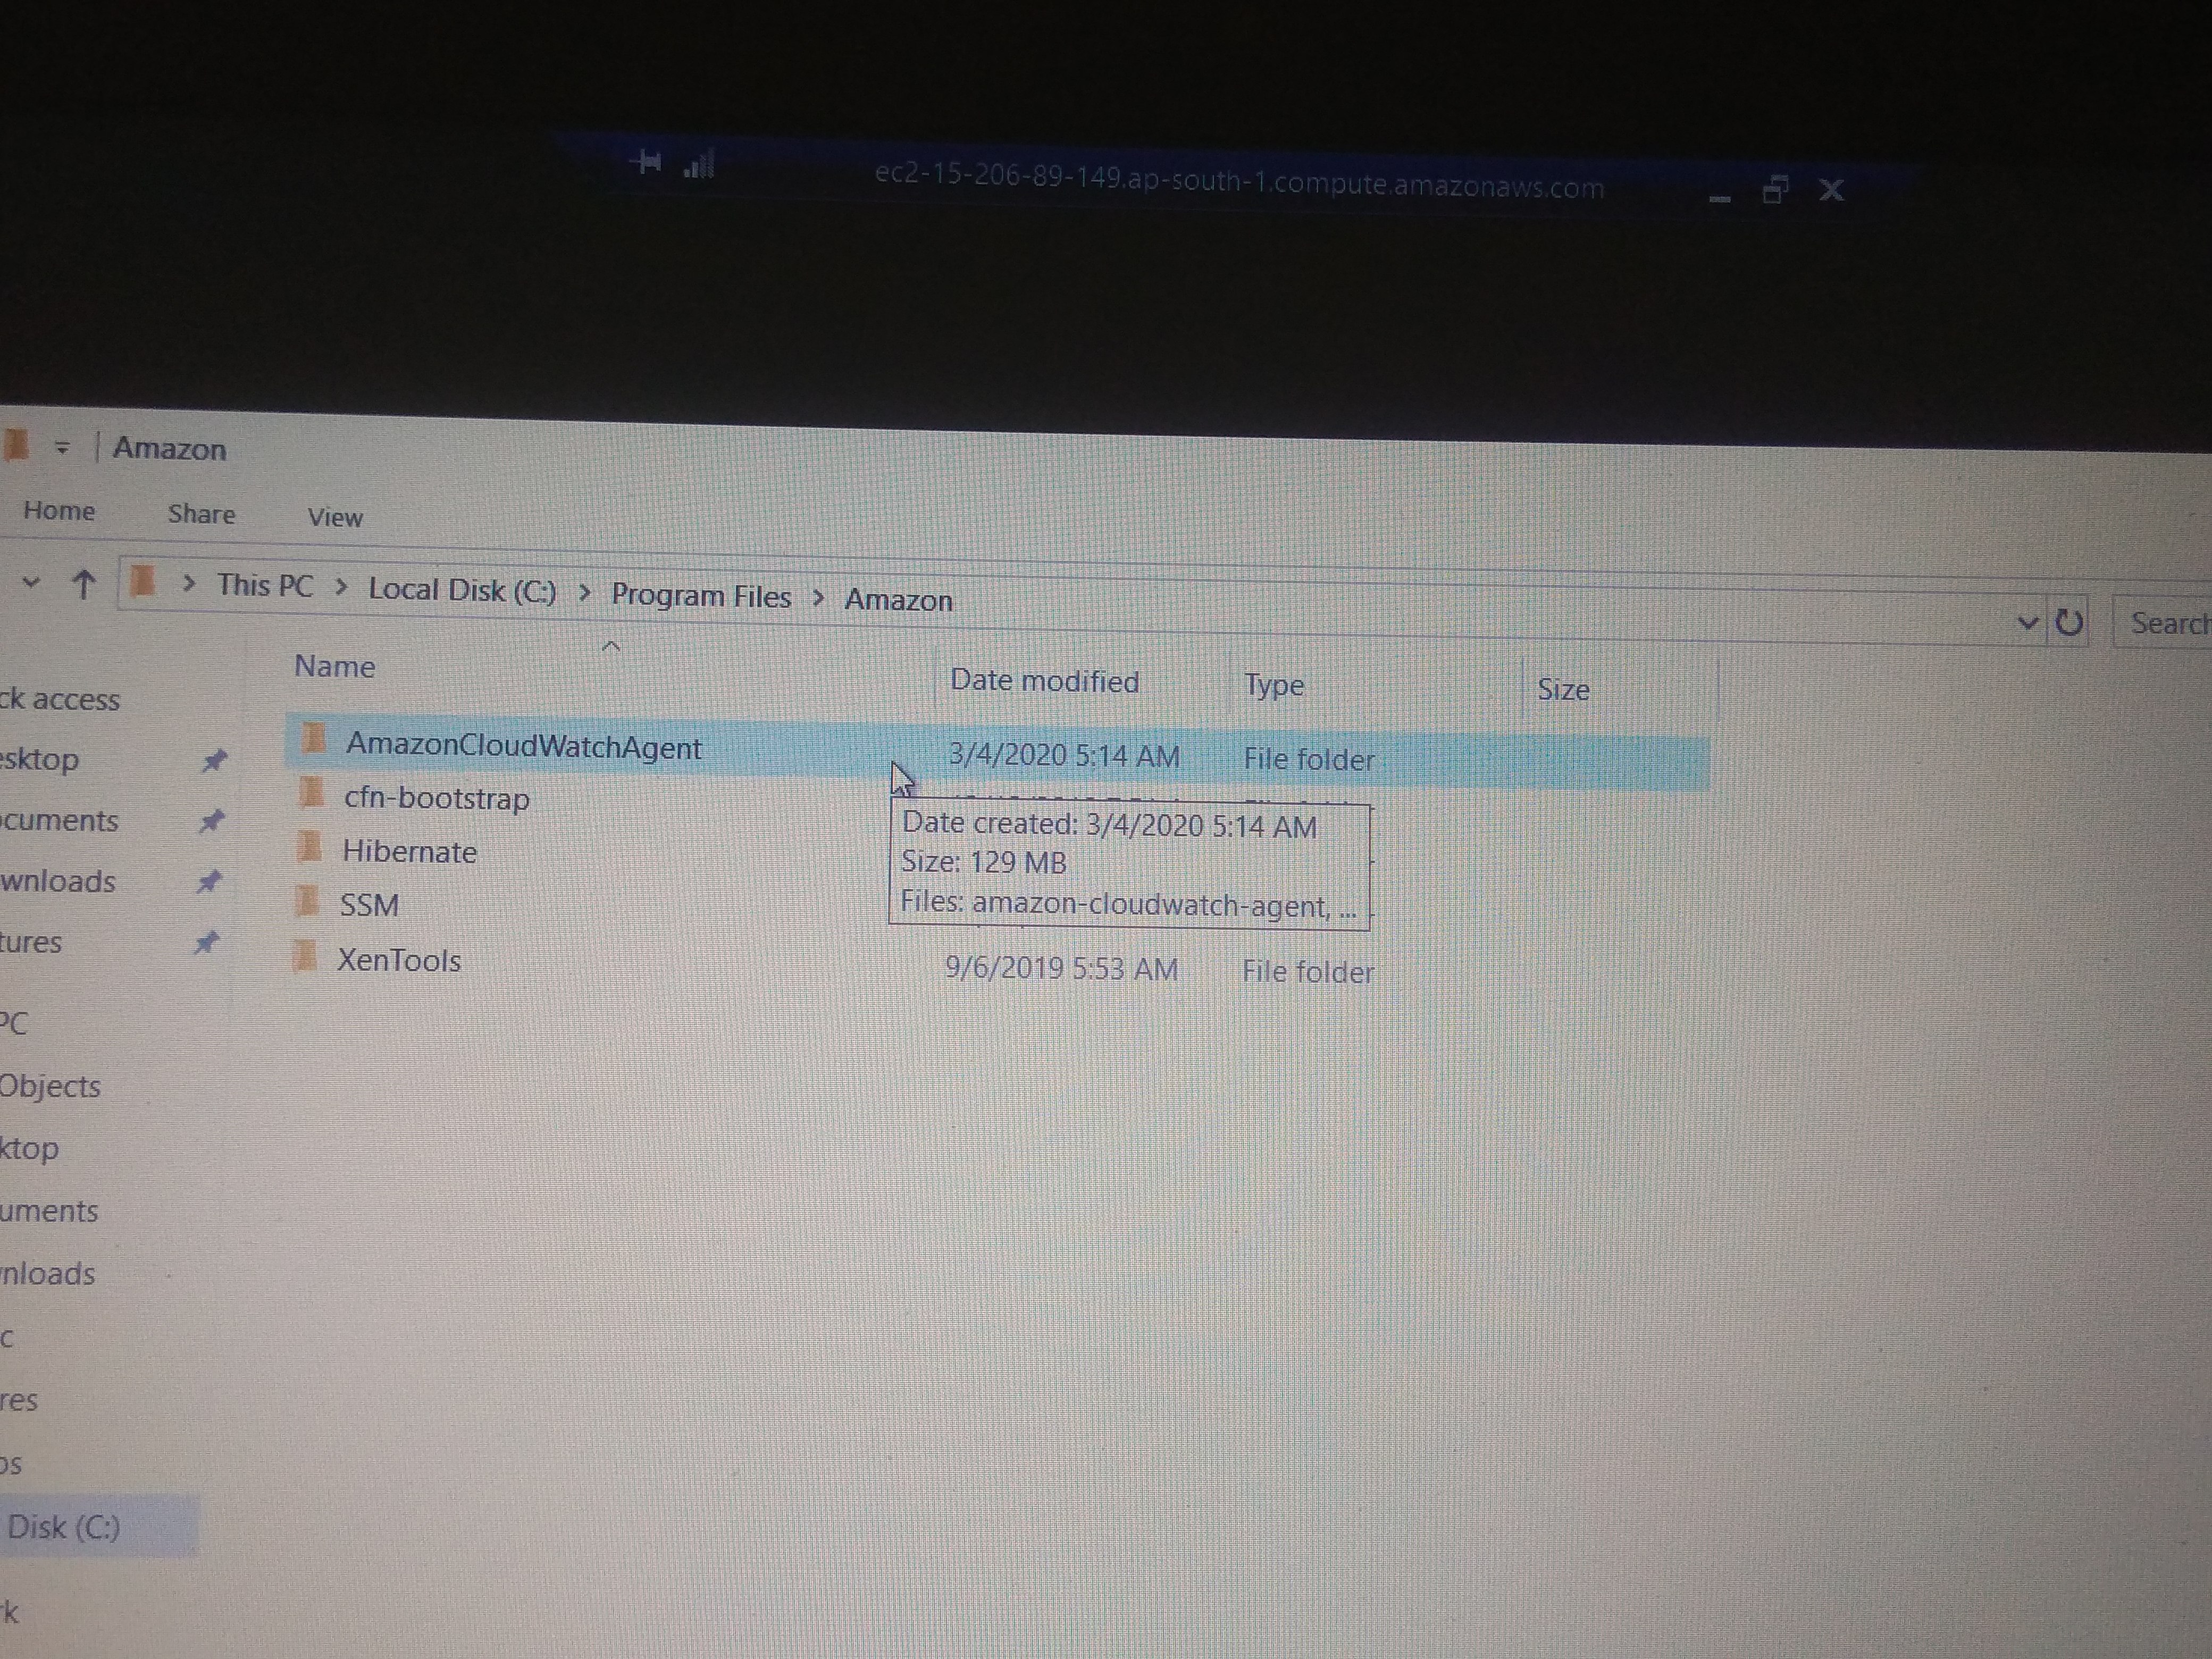 ec2-15-206-89-149.ap-south-1.compute.amazonaws.com
Amazon
Home Share View
This PC > Local Disk (C:) > Program Files > Amazon
Search
Name Date modified Type Size
ck access
AmazonCloudWatchAgent 3/4/2020 5:14 AM File folder
esktop
cfn-bootstrap
Date created: 3/4/2020 5:14 AM
ocuments
Hibernate
Size: 129 MB
wnloads
SSM
Files: amazon-cloudwatch-agent, ...
tures
XenTools 9/6/2019 5:53 AM File folder
PC
Objects
ktop
uments
nloads
c
res
os
Disk (C:)
rk